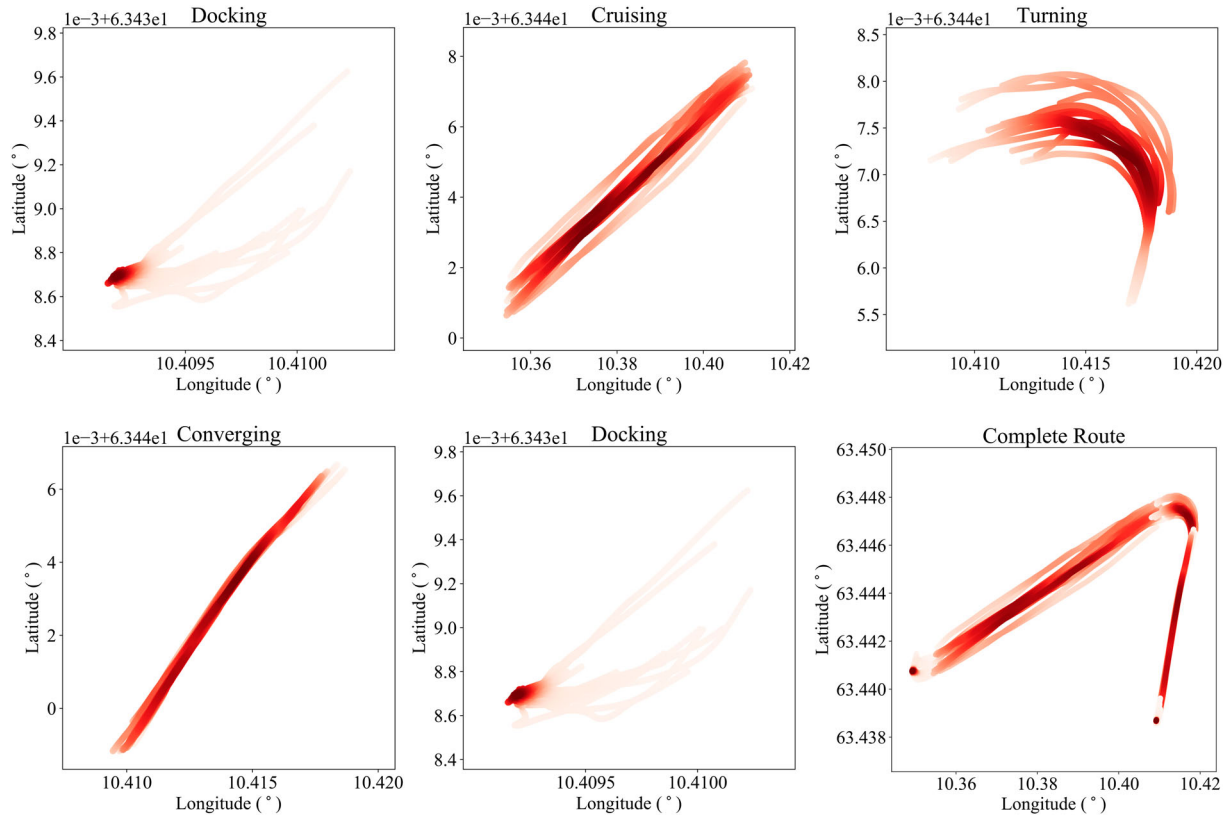 Docking
1e−3+6.343e1
9.8
9.6
9.4
9.2
9.0
8.8
8.6
8.4
Latitude (°)
10.4095 10.4100
Longitude (°)
Cruising
1e−3+6.344e1
8
6
4
2
0
Latitude (°)
10.36 10.38 10.40 10.42
Longitude (°)
Turning
1e−3+6.344e1
8.5
8.0
7.5
7.0
6.5
6.0
5.5
Latitude (°)
10.410 10.415 10.420
Longitude (°)
Converging
1e−3+6.344e1
6
4
2
0
Latitude (°)
10.410 10.415 10.420
Longitude (°)
Docking
1e−3+6.343e1
9.8
9.6
9.4
9.2
9.0
8.8
8.6
8.4
Latitude (°)
10.4095 10.4100
Longitude (°)
Complete Route
63.450
63.448
63.446
63.444
63.442
63.440
63.438
Latitude (°)
10.36 10.38 10.40 10.42
Longitude (°)